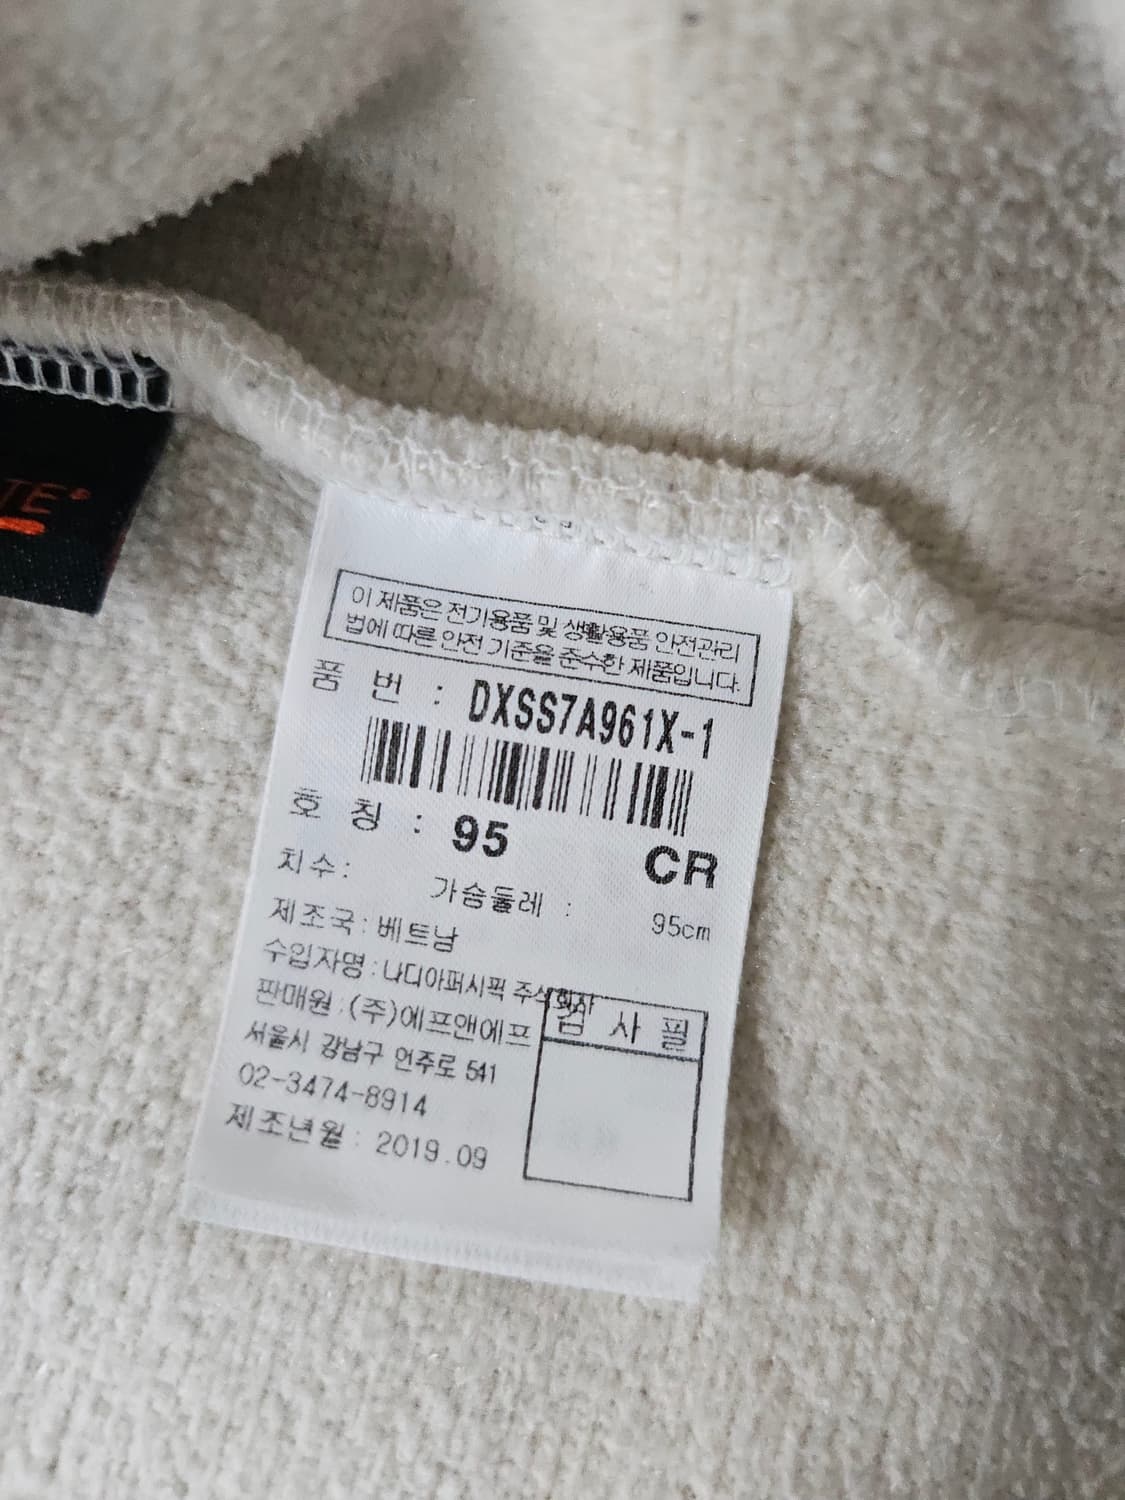 TE®
이 제품은 전기용품 및 생활용품 안전관리
법에 따른 안전 기준을 준수한 제품입니다.
품 번 : DXSS7A961X-1
호 칭 : 95 CR
치수: 가슴둘레 : 95cm
제조국: 베트남
수입자명:나디아퍼시픽 주식회사
판매원:(주)에프앤에프
검 사 필
서울시 강남구 언주로 541
02-3474-8914
제조년월: 2019.09